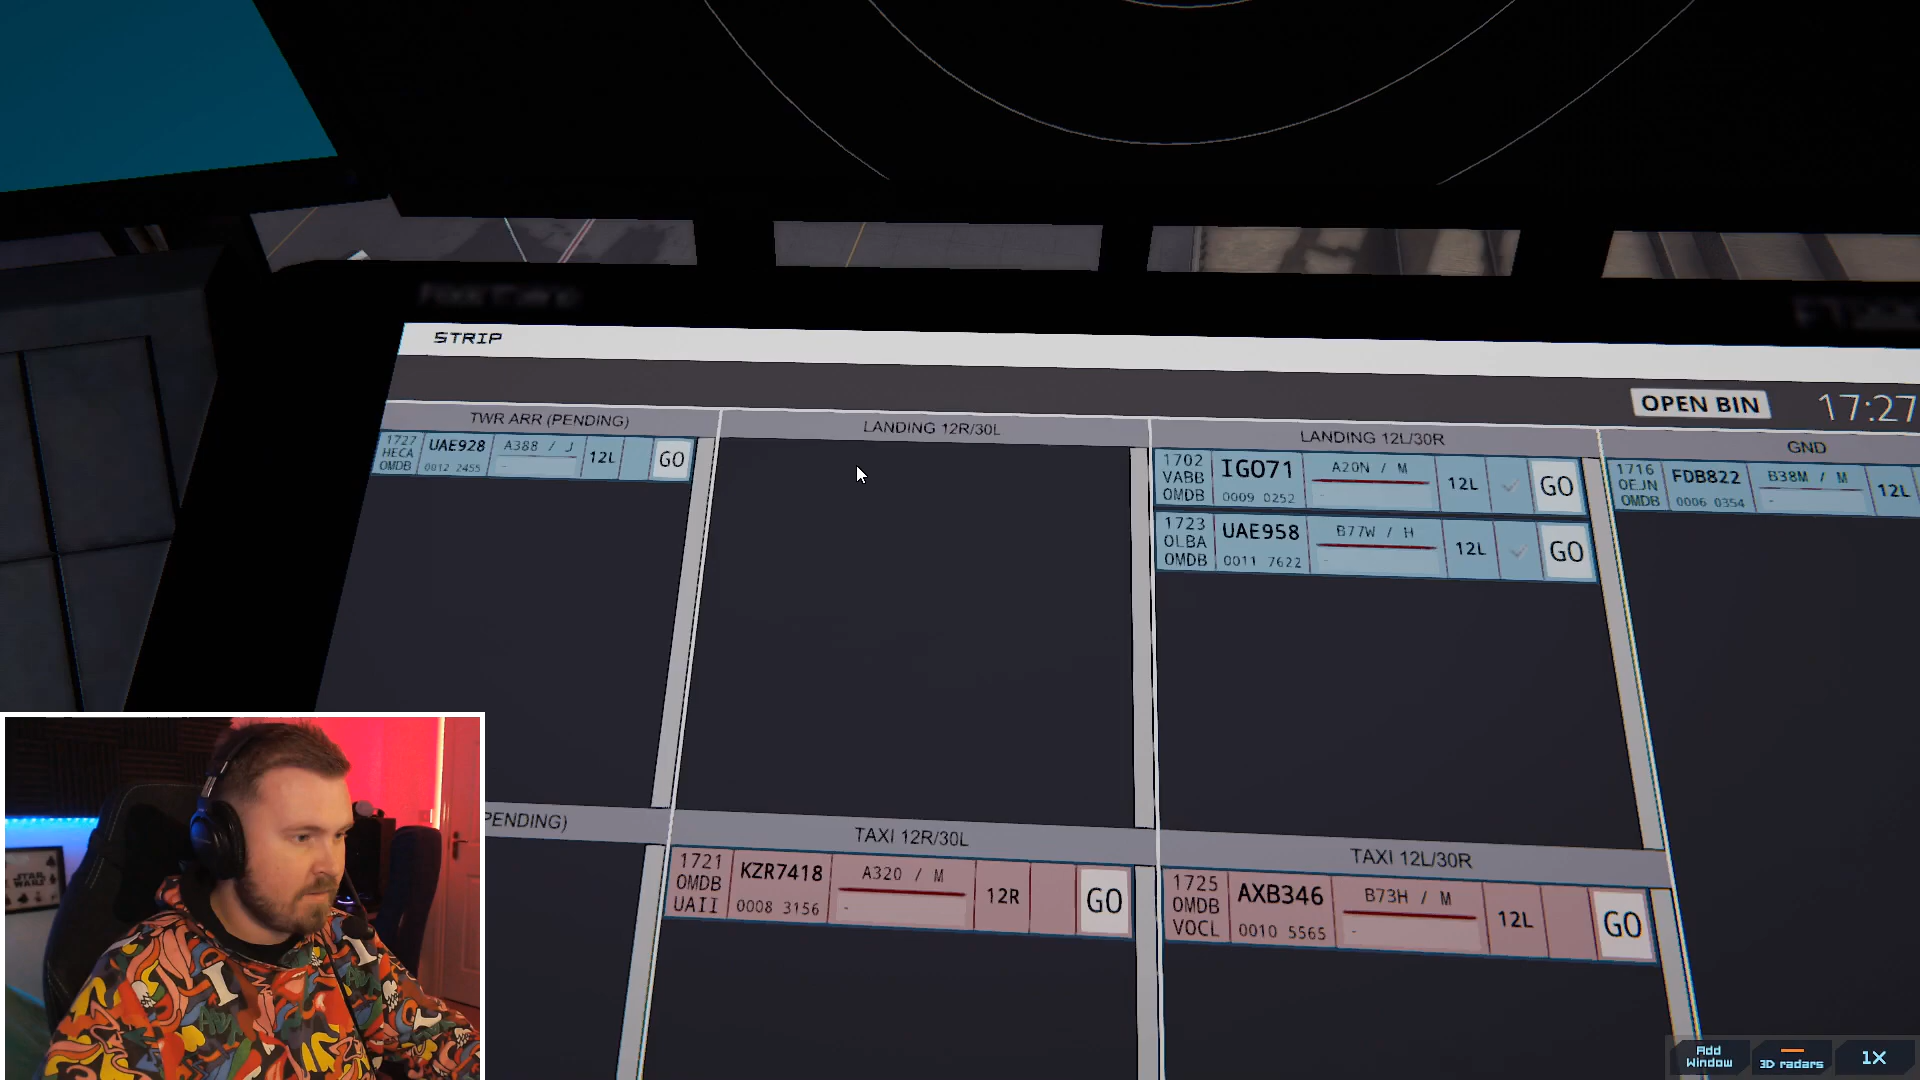 STRIP
OPEN BIN 17:27
TWR ARR (PENDING)
1727
HECA
OMDB
UAE928
0012 2455
A388 / J
-
12L
GO
LANDING 12R/30L
LANDING 12L/30R
1702
VABB
OMDB
IGO71
0009 0252
A20N / M
-
12L
GO
1723
OLBA
OMDB
UAE958
0011 7622
B77W / H
-
12L
GO
GND
1716
OEJN
OMDB
FDB822
0006 0354
B38M / M
-
12L
PENDING)
TAXI 12R/30L
1721
OMDB
UAII
KZR7418
0008 3156
A320 / M
-
12R
GO
TAXI 12L/30R
1725
OMDB
VOCL
AXB346
0010 5565
B73H / M
-
12L
GO
STAR
WARS
Add
Window
3D radars
1X